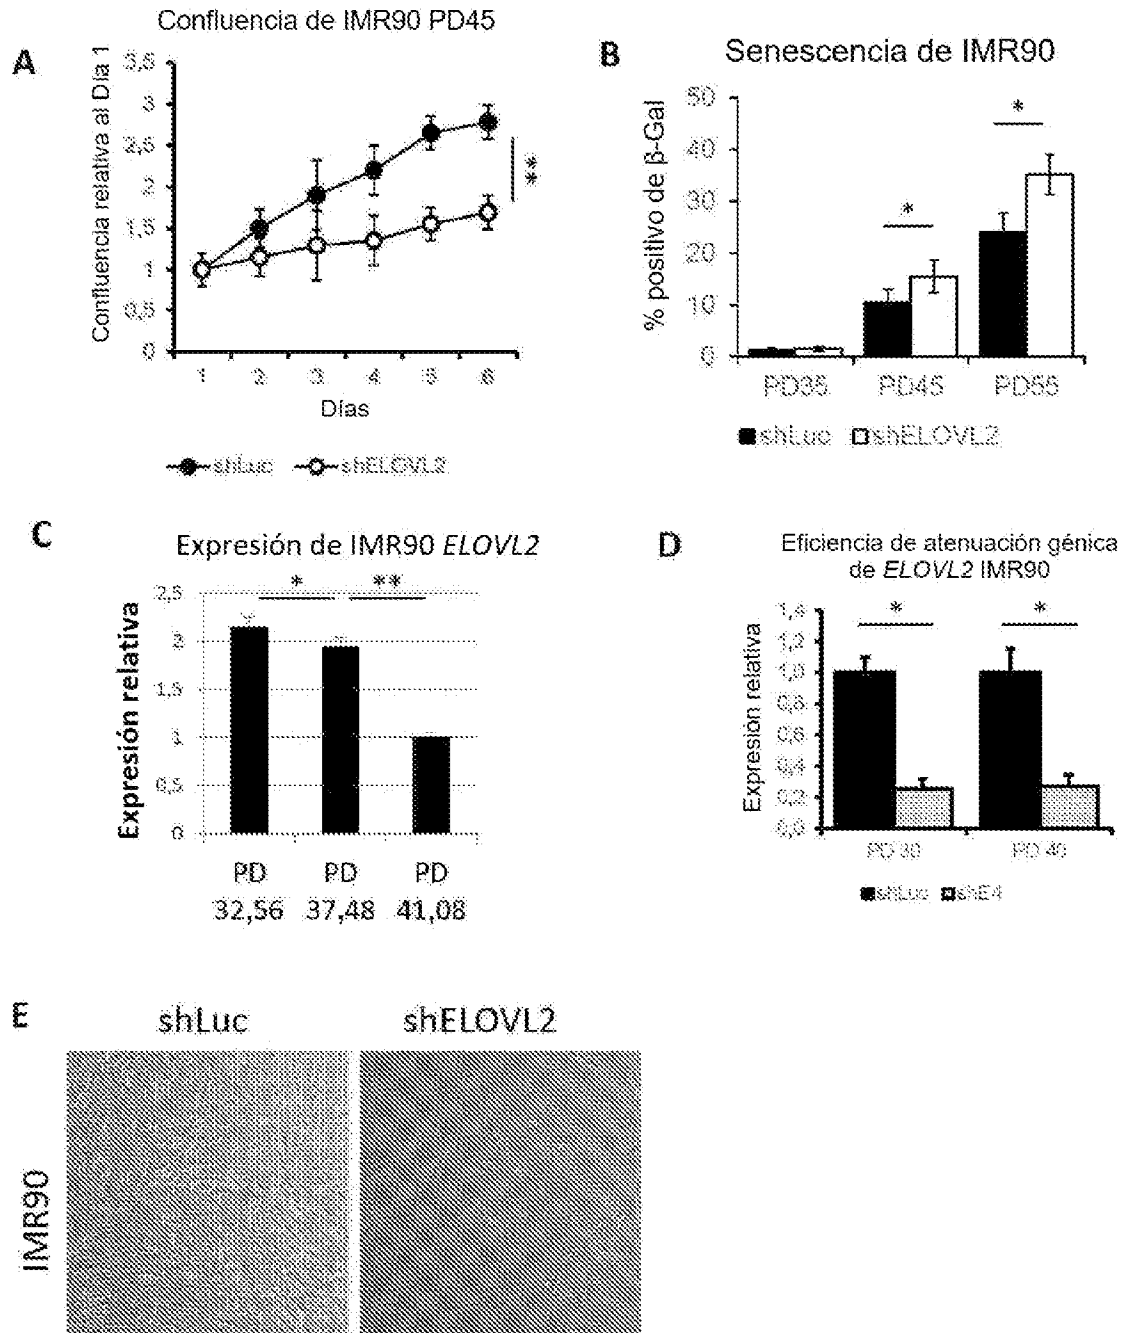 Confluencia de IMR90 PD45
A
Confluencia relativa al Día 1
3,5
3
2,5
2
1,5
1
0,5
0
**
1 2 3 4 5 6
Días
shLuc shELOVL2
B
Senescencia de IMR90
% positivo de β-Gal
50
40
30
20
10
0
*
*
PD35 PD45 PD55
shLuc shELOVL2
C
Expresión de IMR90 ELOVL2
Expresión relativa
2,5
2
1,5
1
0,5
0
* **
PD PD PD
32,56 37,48 41,08
D
Eficiencia de atenuación génica
de ELOVL2 IMR90
Expresión relativa
1,4
1,2
1,0
0,8
0,6
0,4
0,2
0,0
* *
PD 30 PD 40
shLuc shE4
E
shLuc shELOVL2
IMR90